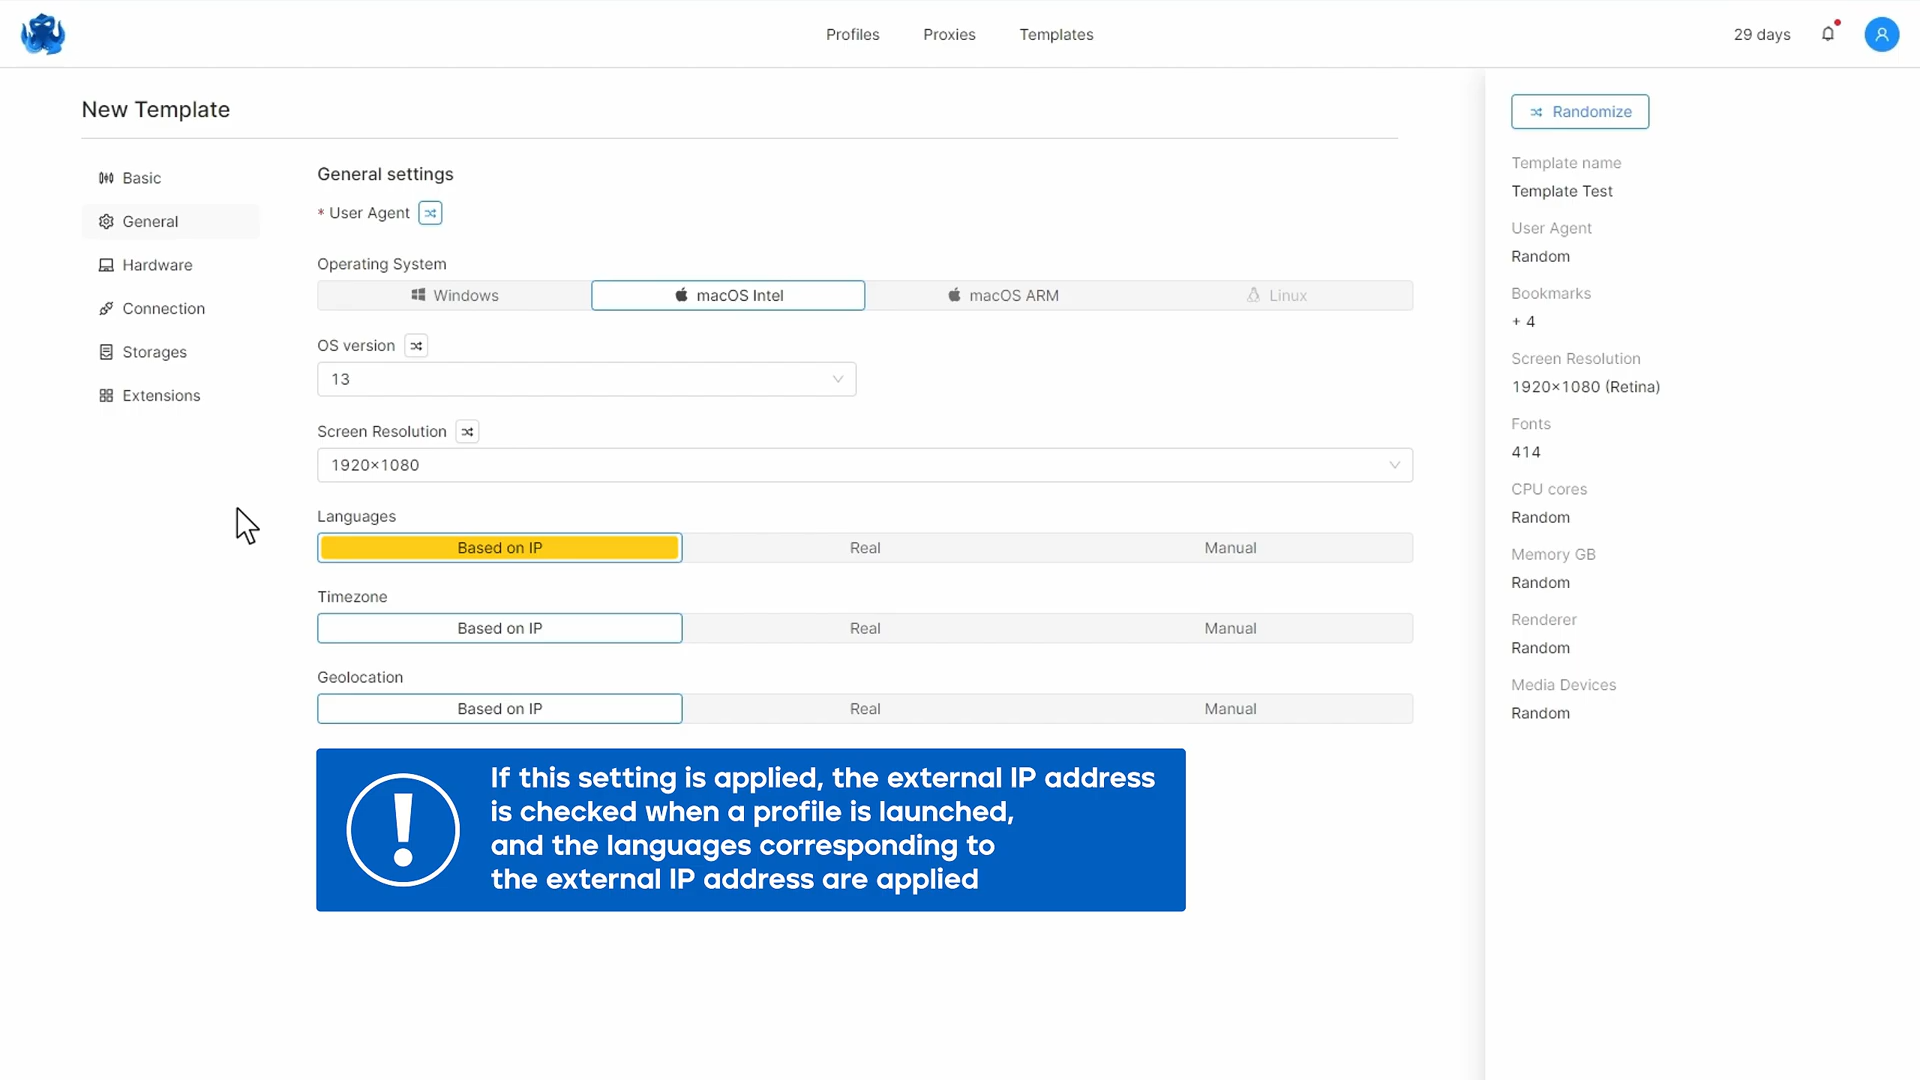 Profiles
Proxies
Templates
29 days
New Template
Basic
General
Hardware
Connection
Storages
Extensions
General settings
* User Agent
Operating System
Windows
macOS Intel
macOS ARM
Linux
OS version
13
Screen Resolution
1920×1080
Languages
Based on IP
Real
Manual
Timezone
Based on IP
Real
Manual
Geolocation
Based on IP
Real
Manual
If this setting is applied, the external IP address
is checked when a profile is launched,
and the languages corresponding to
the external IP address are applied
Randomize
Template name
Template Test
User Agent
Random
Bookmarks
+ 4
Screen Resolution
1920×1080 (Retina)
Fonts
414
CPU cores
Random
Memory GB
Random
Renderer
Random
Media Devices
Random